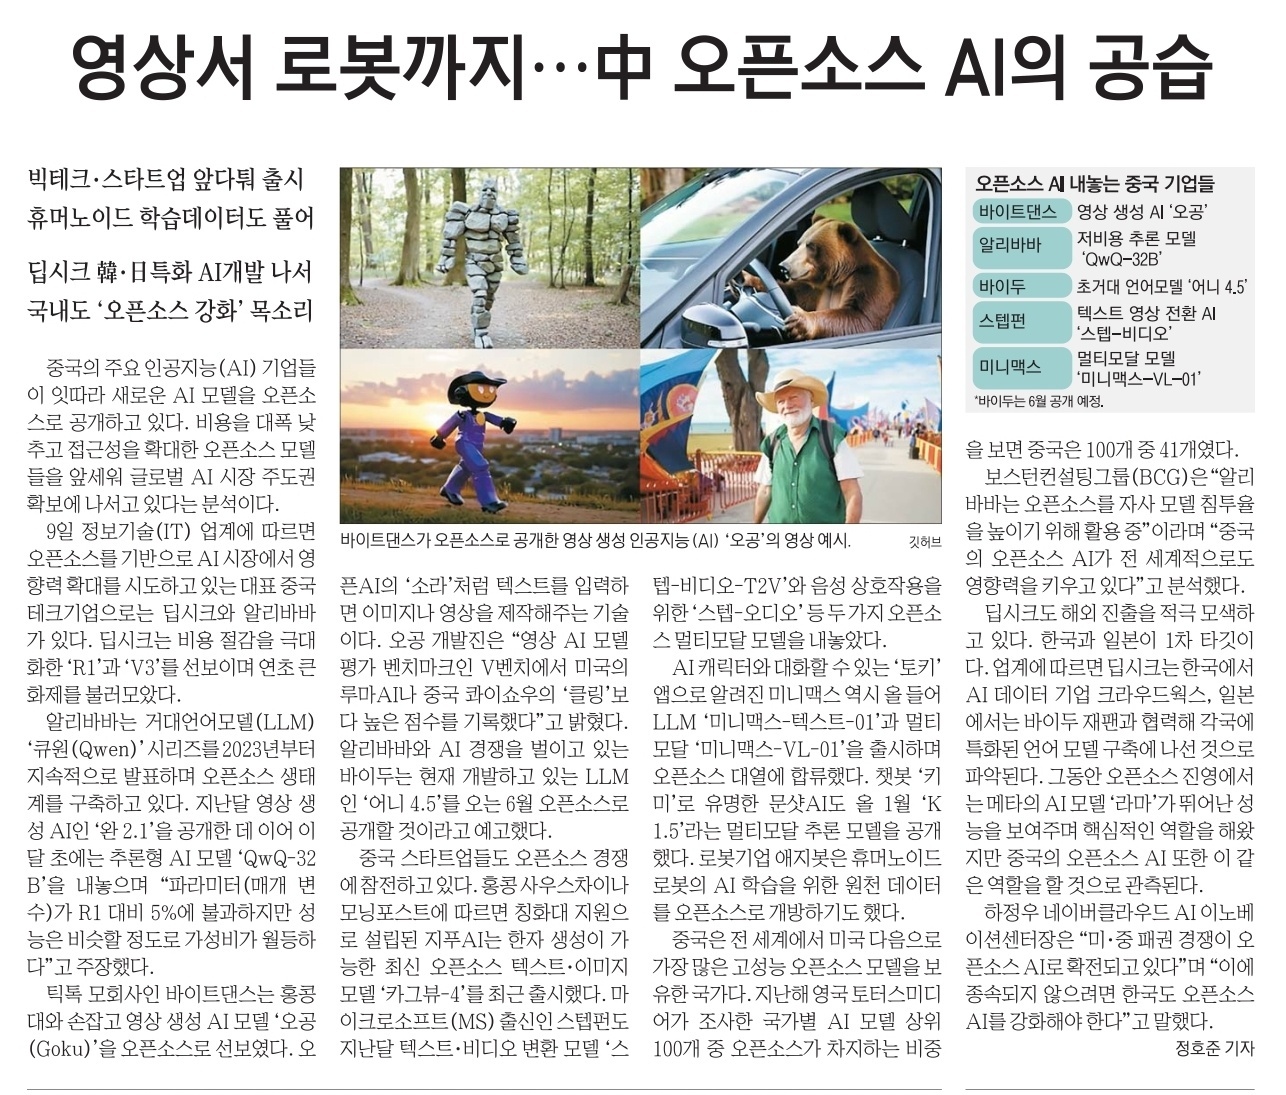 영상서 로봇까지…中 오픈소스 AI의 공습
빅테크·스타트업 앞다퉈 출시
휴머노이드 학습데이터도 풀어
딥시크 韓·日특화 AI개발 나서
국내도 ‘오픈소스 강화’ 목소리
중국의 주요 인공지능(AI) 기업들
이 잇따라 새로운 AI 모델을 오픈소
스로 공개하고 있다. 비용을 대폭 낮
추고 접근성을 확대한 오픈소스 모델
들을 앞세워 글로벌 AI 시장 주도권
확보에 나서고 있다는 분석이다.
9일 정보기술(IT) 업계에 따르면
오픈소스를 기반으로 AI 시장에서 영
향력 확대를 시도하고 있는 대표 중국
테크기업으로는 딥시크와 알리바바
가 있다. 딥시크는 비용 절감을 극대
화한 ‘R1’과 ‘V3’를 선보이며 연초 큰
화제를 불러모았다.
알리바바는 거대언어모델(LLM)
‘큐원(Qwen)’ 시리즈를 2023년부터
지속적으로 발표하며 오픈소스 생태
계를 구축하고 있다. 지난달 영상 생
성 AI인 ‘완 2.1’을 공개한 데 이어 이
달 초에는 추론형 AI 모델 ‘QwQ-32
B’을 내놓으며 “파라미터(매개 변
수)가 R1 대비 5%에 불과하지만 성
능은 비슷할 정도로 가성비가 월등하
다”고 주장했다.
틱톡 모회사인 바이트댄스는 홍콩
대와 손잡고 영상 생성 AI 모델 ‘오공
(Goku)’을 오픈소스로 선보였다. 오
바이트댄스가 오픈소스로 공개한 영상 생성 인공지능(AI) ‘오공’의 영상 예시. 깃허브
픈AI의 ‘소라’처럼 텍스트를 입력하
면 이미지나 영상을 제작해주는 기술
이다. 오공 개발진은 “영상 AI 모델
평가 벤치마크인 V벤치에서 미국의
루마AI나 중국 콰이쇼우의 ‘클링’보
다 높은 점수를 기록했다”고 밝혔다.
알리바바와 AI 경쟁을 벌이고 있는
바이두는 현재 개발하고 있는 LLM
인 ‘어니 4.5’를 오는 6월 오픈소스로
공개할 것이라고 예고했다.
중국 스타트업들도 오픈소스 경쟁
에 참전하고 있다. 홍콩 사우스차이나
모닝포스트에 따르면 칭화대 지원으
로 설립된 지푸AI는 한자 생성이 가
능한 최신 오픈소스 텍스트·이미지
모델 ‘카그뷰-4’를 최근 출시했다. 마
이크로소프트(MS) 출신인 스텝펀도
지난달 텍스트·비디오 변환 모델 ‘스
텝-비디오-T2V’와 음성 상호작용을
위한 ‘스텝-오디오’ 등 두 가지 오픈소
스 멀티모달 모델을 내놓았다.
AI 캐릭터와 대화할 수 있는 ‘토키’
앱으로 알려진 미니맥스 역시 올 들어
LLM ‘미니맥스-텍스트-01’과 멀티
모달 ‘미니맥스-VL-01’을 출시하며
오픈소스 대열에 합류했다. 챗봇 ‘키
미’로 유명한 문샷AI도 올 1월 ‘K
1.5’라는 멀티모달 추론 모델을 공개
했다. 로봇기업 애지봇은 휴머노이드
로봇의 AI 학습을 위한 원천 데이터
를 오픈소스로 개방하기도 했다.
중국은 전 세계에서 미국 다음으로
가장 많은 고성능 오픈소스 모델을 보
유한 국가다. 지난해 영국 토터스미디
어가 조사한 국가별 AI 모델 상위
100개 중 오픈소스가 차지하는 비중
오픈소스 AI 내놓는 중국 기업들
바이트댄스 영상 생성 AI ‘오공’
알리바바 저비용 추론 모델
‘QwQ-32B’
바이두 초거대 언어모델 ‘어니 4.5’
스텝펀 텍스트 영상 전환 AI
‘스텝-비디오’
미니맥스 멀티모달 모델
‘미니맥스-VL-01’
*바이두는 6월 공개 예정.
을 보면 중국은 100개 중 41개였다.
보스턴컨설팅그룹(BCG)은 “알리
바바는 오픈소스를 자사 모델 침투율
을 높이기 위해 활용 중”이라며 “중국
의 오픈소스 AI가 전 세계적으로도
영향력을 키우고 있다”고 분석했다.
딥시크도 해외 진출을 적극 모색하
고 있다. 한국과 일본이 1차 타깃이
다. 업계에 따르면 딥시크는 한국에서
AI 데이터 기업 크라우드웍스, 일본
에서는 바이두 재팬과 협력해 각국에
특화된 언어 모델 구축에 나선 것으로
파악된다. 그동안 오픈소스 진영에서
는 메타의 AI 모델 ‘라마’가 뛰어난 성
능을 보여주며 핵심적인 역할을 해왔
지만 중국의 오픈소스 AI 또한 이 같
은 역할을 할 것으로 관측된다.
하정우 네이버클라우드 AI 이노베
이션센터장은 “미·중 패권 경쟁이 오
픈소스 AI로 확전되고 있다”며 “이에
종속되지 않으려면 한국도 오픈소스
AI를 강화해야 한다”고 말했다.
정호준 기자